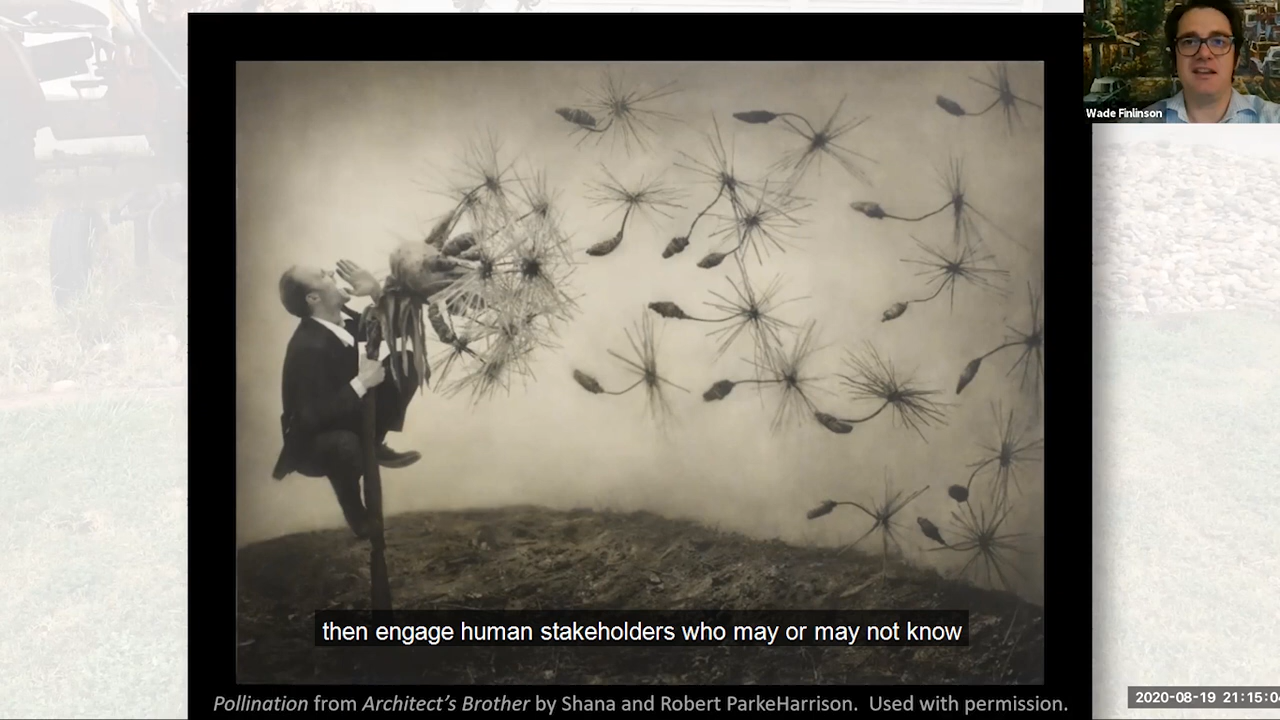 Wade Finlinson
then engage human stakeholders who may or may not know
Pollination from Architect's Brother by Shana and Robert ParkeHarrison. Used with permission.
2020-08-19 21:15:0